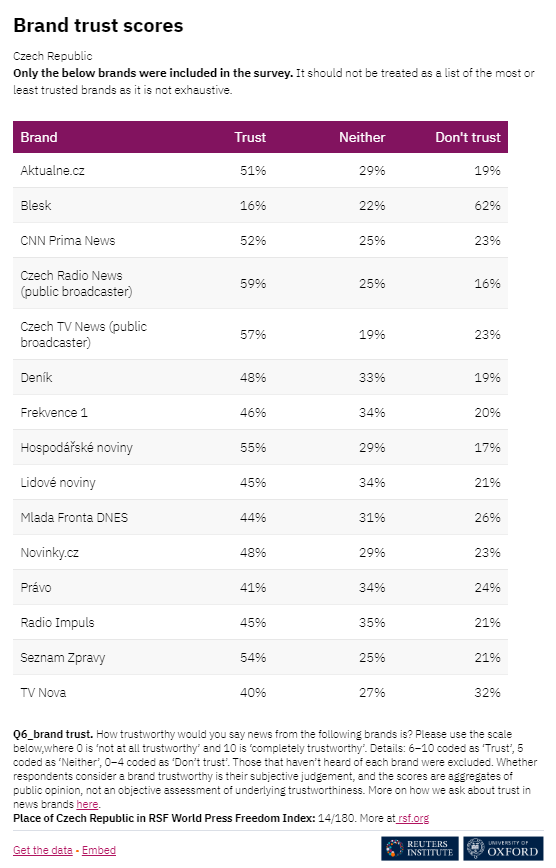 Brand trust scores
Czech Republic
Only the below brands were included in the survey. It should not be treated as a list of the most or
least trusted brands as it is not exhaustive.
Brand Trust Neither Don't trust
Aktualne.cz 51% 29% 19%
Blesk 16% 22% 62%
CNN Prima News 52% 25% 23%
Czech Radio News
(public broadcaster) 59% 25% 16%
Czech TV News (public
broadcaster) 57% 19% 23%
Deník 48% 33% 19%
Frekvence 1 46% 34% 20%
Hospodářské noviny 55% 29% 17%
Lidové noviny 45% 34% 21%
Mlada Fronta DNES 44% 31% 26%
Novinky.cz 48% 29% 23%
Právo 41% 34% 24%
Radio Impuls 45% 35% 21%
Seznam Zpravy 54% 25% 21%
TV Nova 40% 27% 32%
Q6_brand trust. How trustworthy would you say news from the following brands is? Please use the scale
below,where 0 is ‘not at all trustworthy’ and 10 is ‘completely trustworthy’. Details: 6–10 coded as ‘Trust’, 5
coded as ‘Neither’, 0–4 coded as ‘Don’t trust’. Those that haven’t heard of each brand were excluded. Whether
respondents consider a brand trustworthy is their subjective judgement, and the scores are aggregates of
public opinion, not an objective assessment of underlying trustworthiness. More on how we ask about trust in
news brands here.
Place of Czech Republic in RSF World Press Freedom Index: 14/180. More at rsf.org
Get the data • Embed
REUTERS
INSTITUTE
UNIVERSITY OF
OXFORD